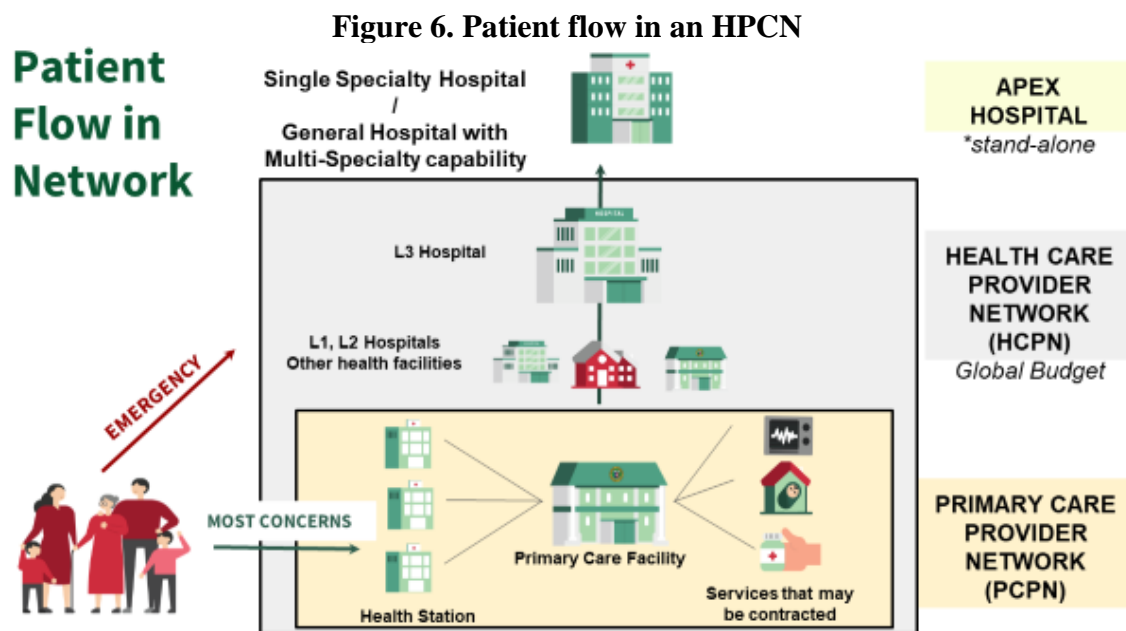 Figure 6. Patient flow in an HPCN
Patient
Flow in
Network
Single Specialty Hospital
/
General Hospital with
Multi-Specialty capability
APEX
HOSPITAL
*stand-alone
HOSPITAL
L3 Hospital
HEALTH CARE
PROVIDER
NETWORK
(HCPN)
Global Budget
L1, L2 Hospitals
Other health facilities
EMERGENCY
MOST CONCERNS
Health Station
Primary Care Facility
Services that may
be contracted
PRIMARY CARE
PROVIDER
NETWORK
(PCPN)